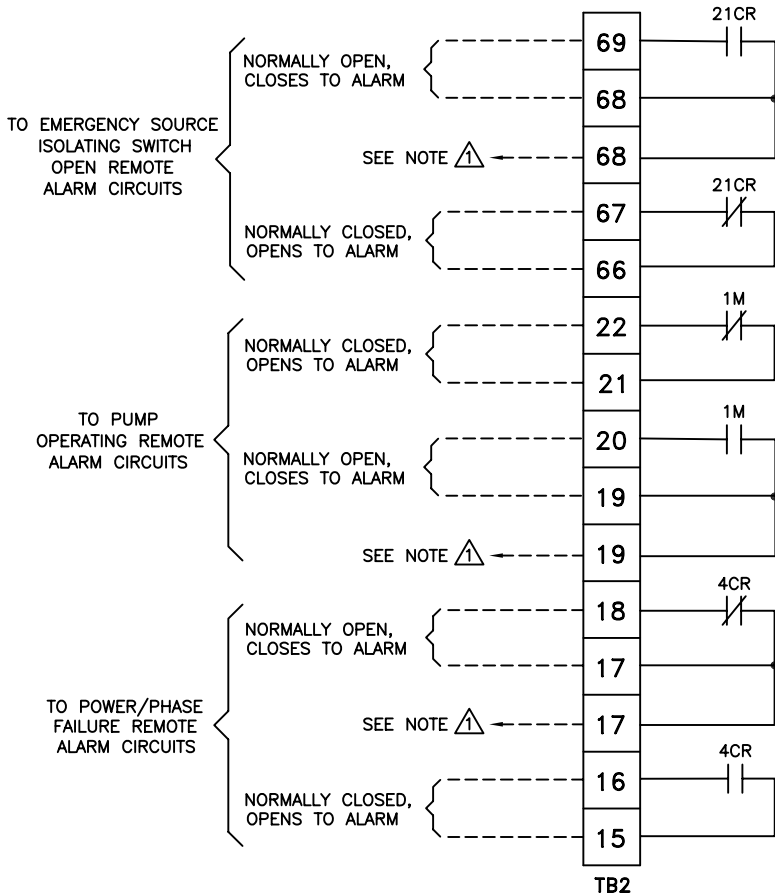 21CR
NORMALLY OPEN,
CLOSES TO ALARM
69
68
TO EMERGENCY SOURCE
ISOLATING SWITCH
OPEN REMOTE
ALARM CIRCUITS
SEE NOTE 1
68
21CR
NORMALLY CLOSED,
OPENS TO ALARM
67
66
1M
NORMALLY CLOSED,
OPENS TO ALARM
22
21
TO PUMP
OPERATING REMOTE
ALARM CIRCUITS
1M
NORMALLY OPEN,
CLOSES TO ALARM
20
19
SEE NOTE 1
19
4CR
NORMALLY OPEN,
CLOSES TO ALARM
18
17
TO POWER/PHASE
FAILURE REMOTE
ALARM CIRCUITS
SEE NOTE 1
17
4CR
NORMALLY CLOSED,
OPENS TO ALARM
16
15
TB2